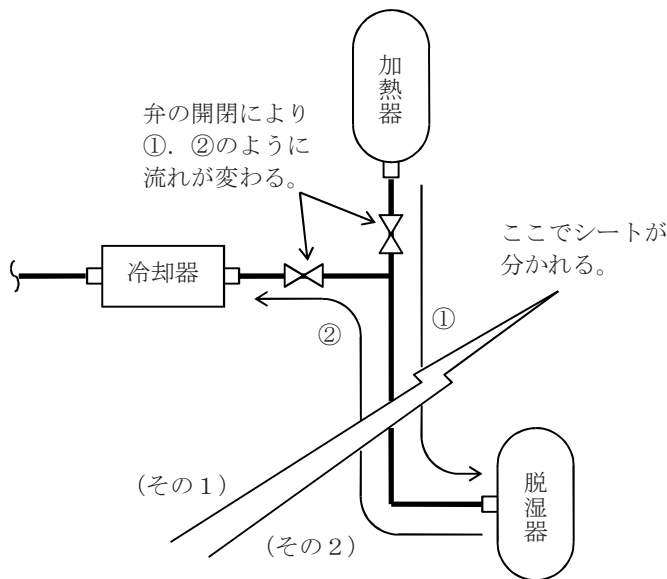 加熱器
弁の開閉により
①．②のように
流れが変わる。
ここでシートが
分かれる。
冷却器
②
①
（その１）
（その２）
脱湿器